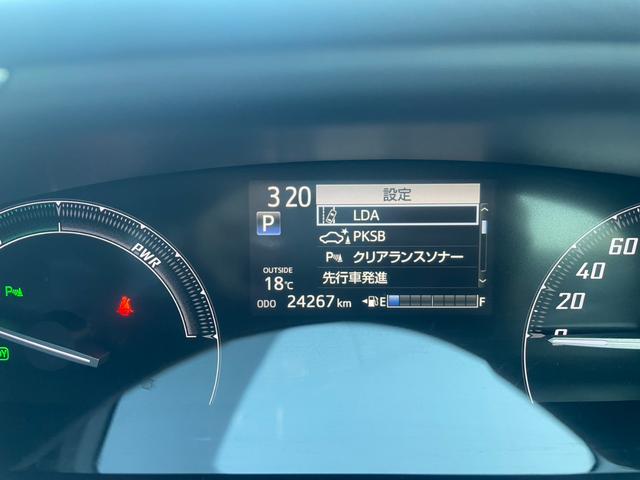 3 20
設定
P
LDA
PKSB
P クリアランスソナー
先行車発進
OUTSIDE
18℃
ODO 24267 km
E F
PWR
P
60
40
20
0